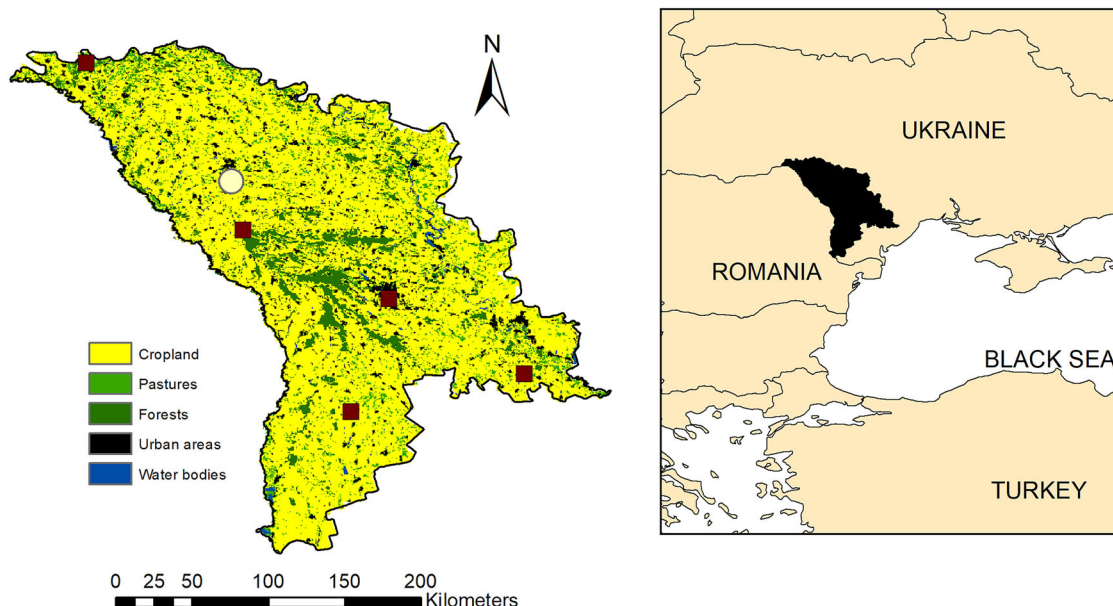 N
Cropland
Pastures
Forests
Urban areas
Water bodies
0 25 50 100 150 200
Kilometers
UKRAINE
ROMANIA
BLACK SEA
TURKEY